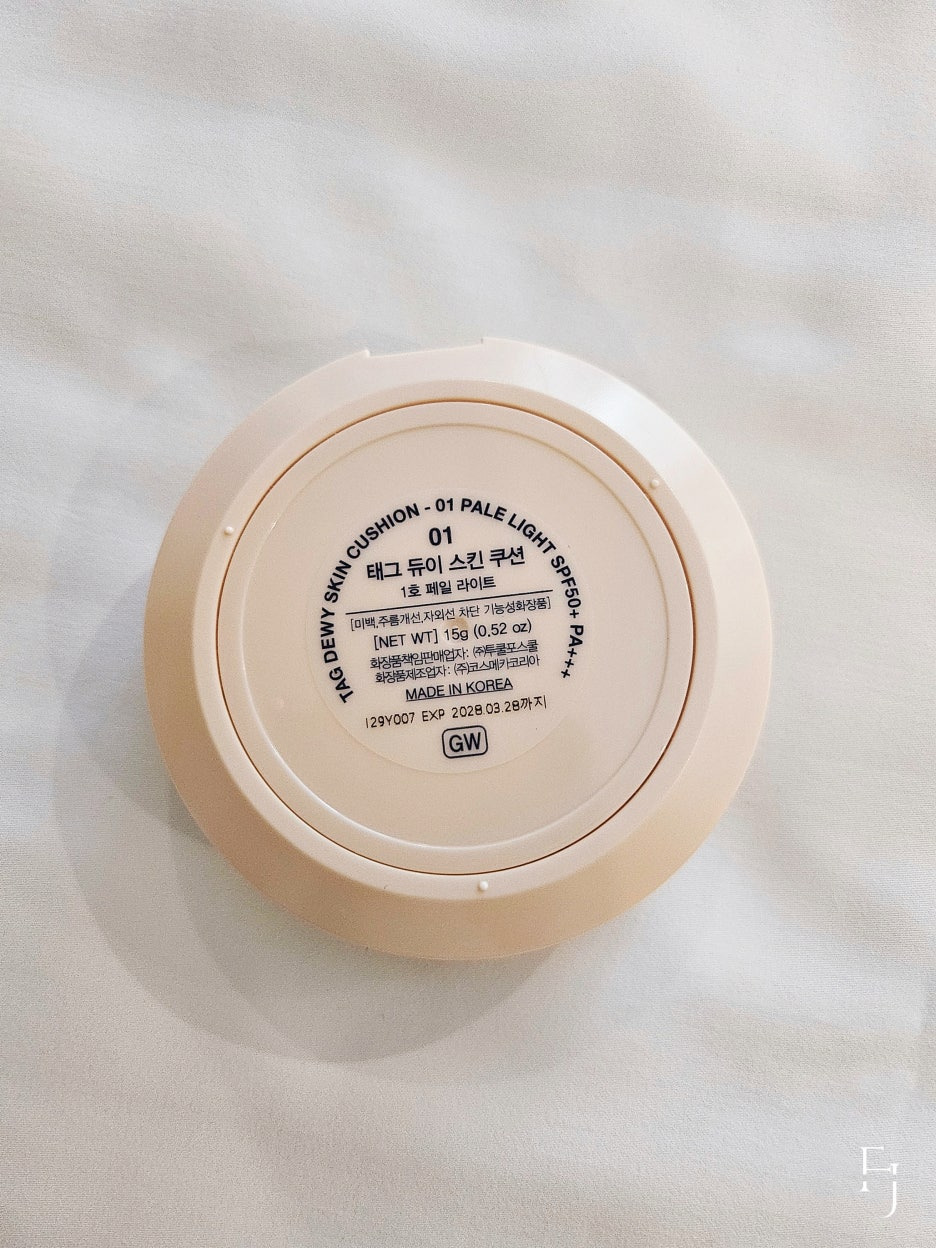 TAG DEWY SKIN CUSHION - 01 PALE LIGHT SPF50+ PA+++
01
태그 듀이 스킨 쿠션
1호 페일 라이트
[미백,주름개선,자외선 차단 기능성화장품]
[NET WT] 15g (0.52 oz)
화장품책임판매업자: ㈜투쿨포스쿨
화장품제조업자: (주)코스메카코리아
MADE IN KOREA
I29Y007 EXP 2028.03.28까지
GW
FJ